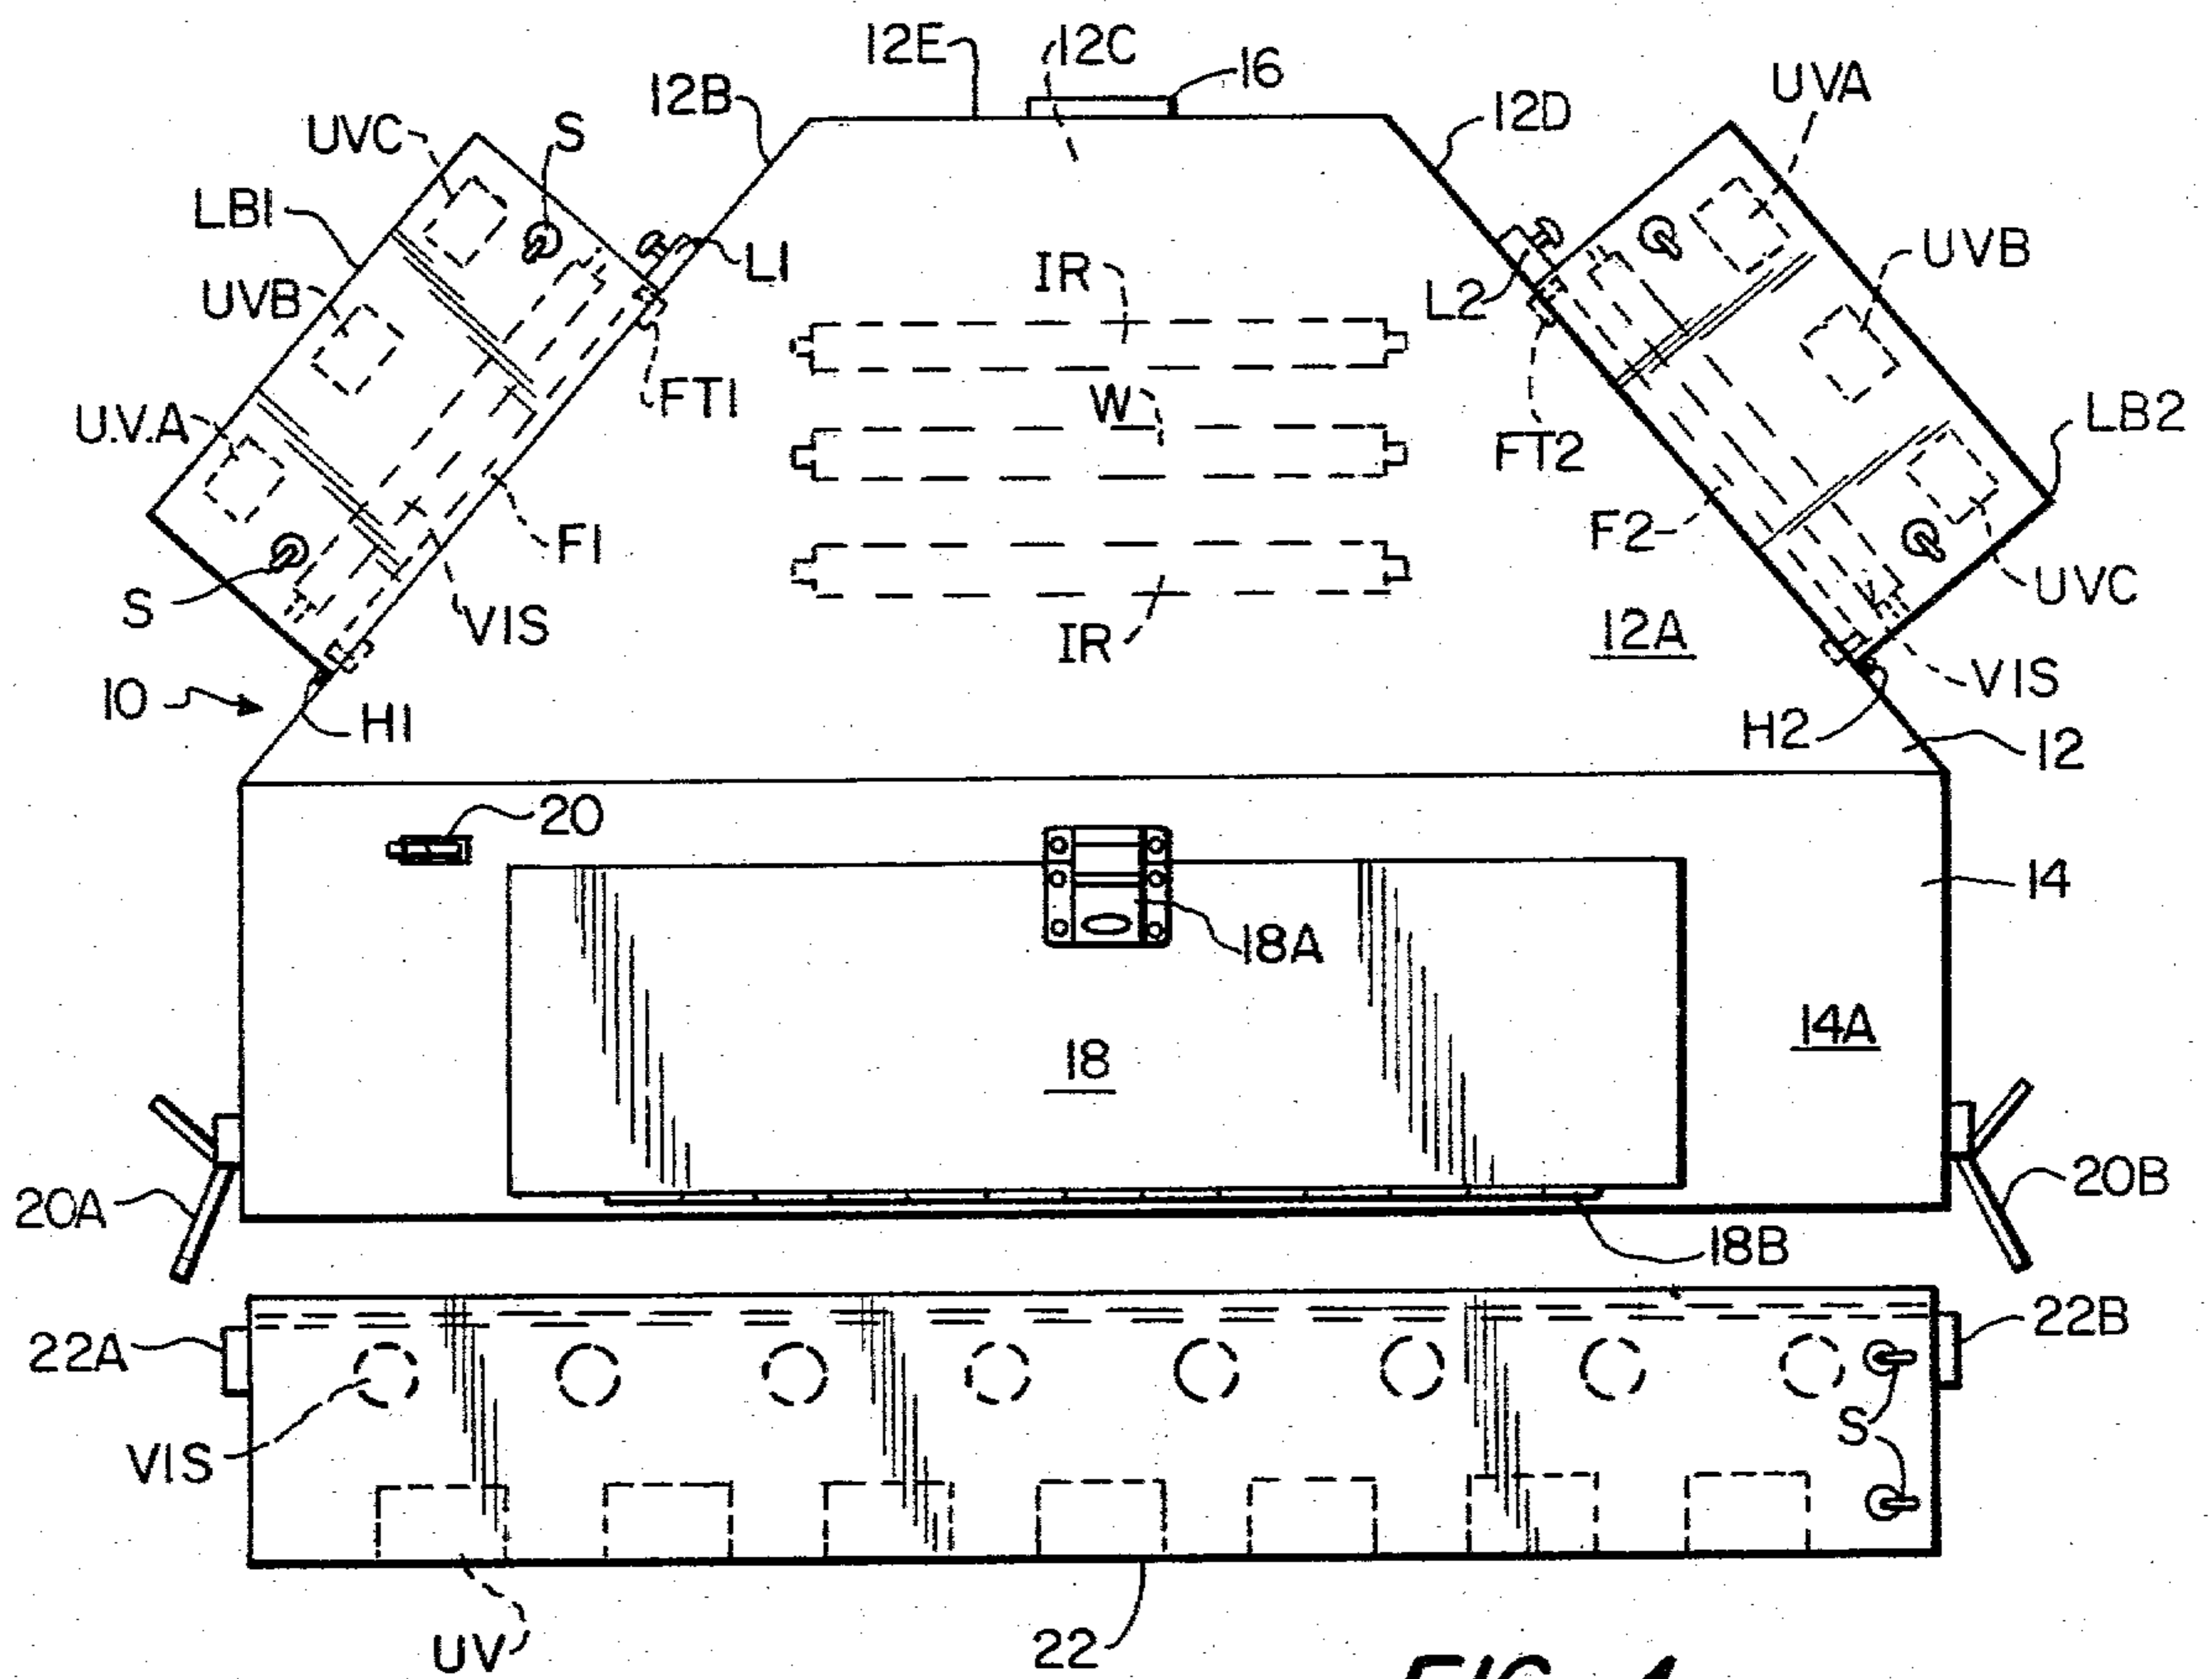 12E 12C 16
12B 12D UVA
UVC S
LB1 L1 UVB
IR L2
UVB
W
U.V.A FT1 FT2 LB2
F1 F2
S VIS IR 12A UVC
VIS
10 H1 H2 12
20
14
18A
18 14A
20A 20B
18B
22A 22B
VIS S
UV 22
FIG. 1